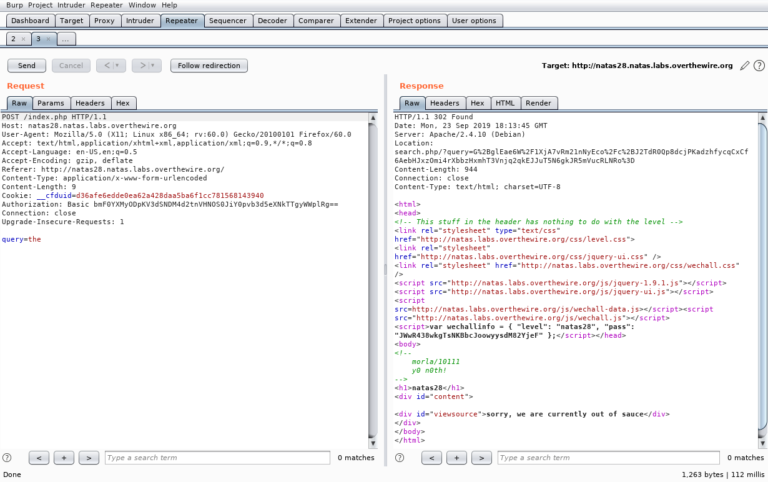 Burp Project Intruder Repeater Window Help
Dashboard Target Proxy Intruder Repeater Sequencer Decoder Comparer Extender Project options User options
2 × 3 × ...
Send Cancel < > Follow redirection Target: http://natas28.natas.labs.overthewire.org
Request
Raw Params Headers Hex
POST /index.php HTTP/1.1
Host: natas28.natas.labs.overthewire.org
User-Agent: Mozilla/5.0 (X11; Linux x86_64; rv:60.0) Gecko/20100101 Firefox/60.0
Accept: text/html,application/xhtml+xml,application/xml;q=0.9,*/*;q=0.8
Accept-Language: en-US,en;q=0.5
Accept-Encoding: gzip, deflate
Referer: http://natas28.natas.labs.overthewire.org/
Content-Type: application/x-www-form-urlencoded
Content-Length: 9
Cookie: __cfduid=d36afe6edde0ea62a428daa5ba6f1cc781568143940
Authorization: Basic
Connection: close
Upgrade-Insecure-Requests: 1
query=the
? < + > Type a search term 0 matches
Response
Raw Headers Hex HTML Render
HTTP/1.1 302 Found
Date: Mon, 23 Sep 2019 18:13:45 GMT
Server: Apache/2.4.10 (Debian)
Location:
Content-Length: 944
Connection: close
Content-Type: text/html; charset=UTF-8
<html>
<head>
<!-- This stuff in the header has nothing to do with the level -->
<link rel="stylesheet" type="text/css"
href="http://natas.labs.overthewire.org/css/level.css">
<link rel="stylesheet"
href="http://natas.labs.overthewire.org/css/jquery-ui.css" />
<link rel="stylesheet" href="http://natas.labs.overthewire.org/css/wechall.css"
/>
<script src="http://natas.labs.overthewire.org/js/jquery-1.9.1.js"></script>
<script src="http://natas.labs.overthewire.org/js/jquery-ui.js"></script>
<script
src=http://natas.labs.overthewire.org/js/wechall-data.js></script><script
src="http://natas.labs.overthewire.org/js/wechall.js"></script>
<script>var wechallinfo = { "level": "natas28", "pass":
"JWwR438wkgTsNKBbcJoowyysdM82YjeF" };</script></head>
<body>
<!--
morla/10111
y0 n0th!
-->
<h1>natas28</h1>
<div id="content">
<div id="viewsource">sorry, we are currently out of sauce</div>
</div>
</body>
</html>
? < + > Type a search term 0 matches
Done 1,263 bytes | 112 millis